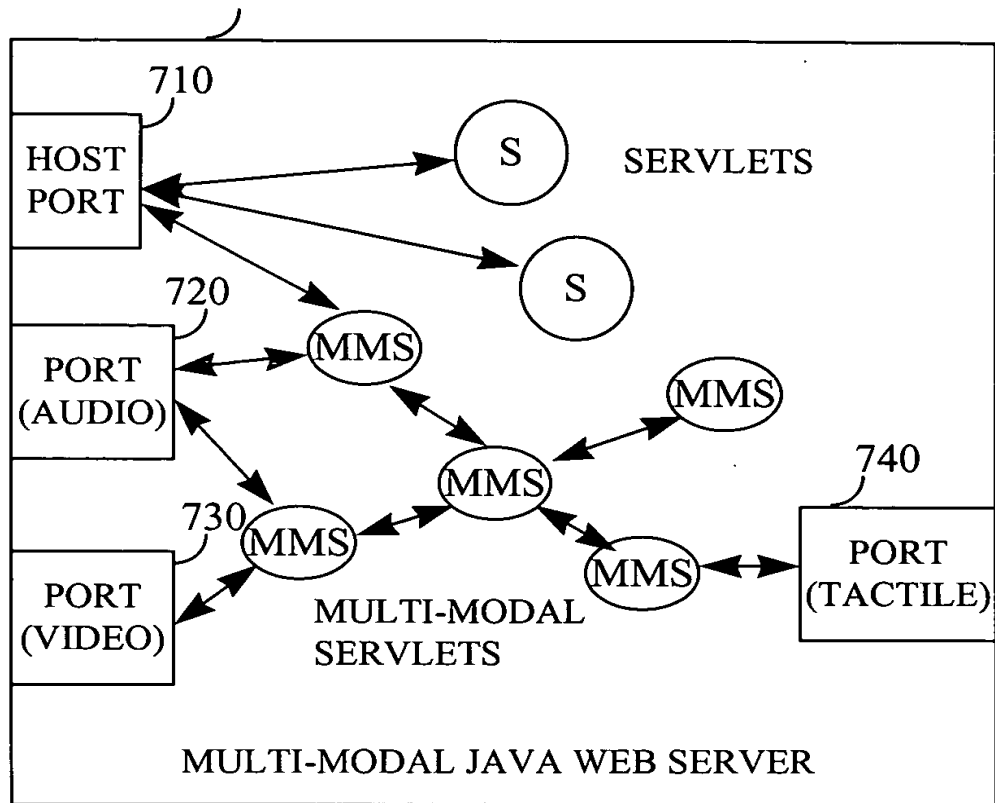 710
HOST
PORT
S
SERVLETS
S
720
PORT
(AUDIO)
MMS
MMS
MMS
740
730
MMS
PORT
(VIDEO)
MMS
PORT
(TACTILE)
MULTI-MODAL
SERVLETS
MULTI-MODAL JAVA WEB SERVER